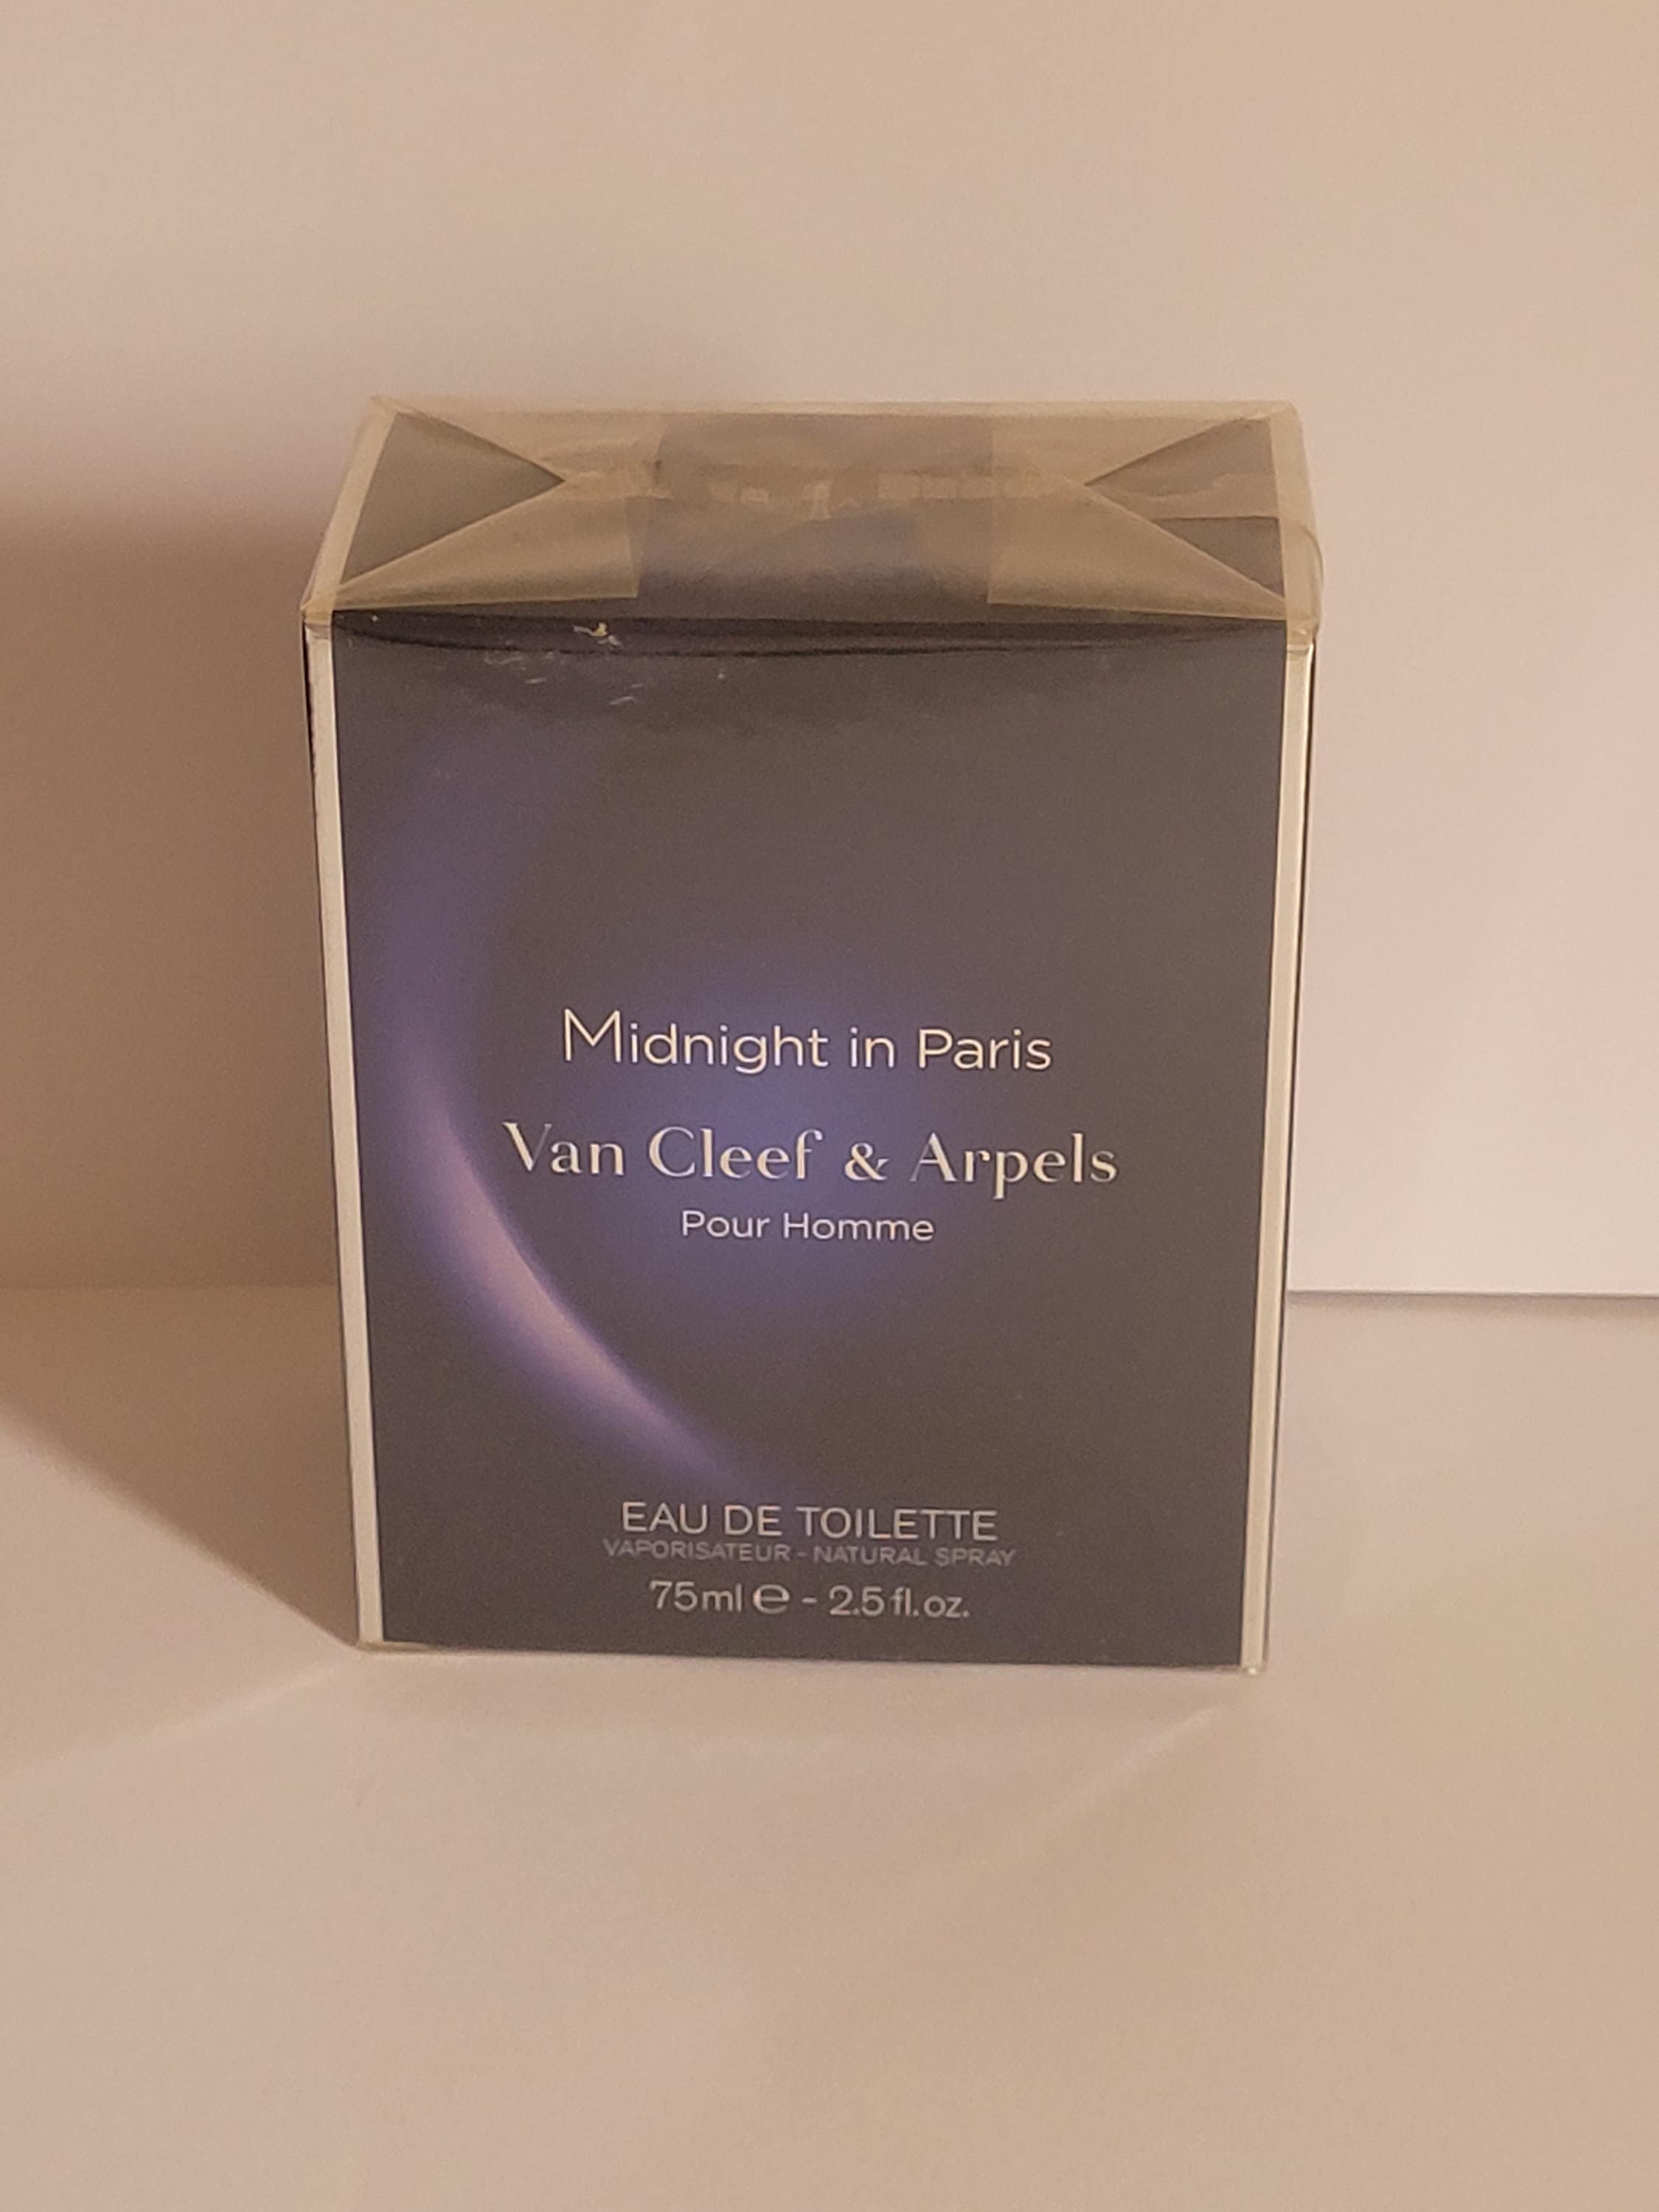 Midnight in Paris
Van Cleef & Arpels
Pour Homme
EAU DE TOILETTE
VAPORISATEUR - NATURAL SPRAY
75ml ℮ - 2.5 fl. oz.